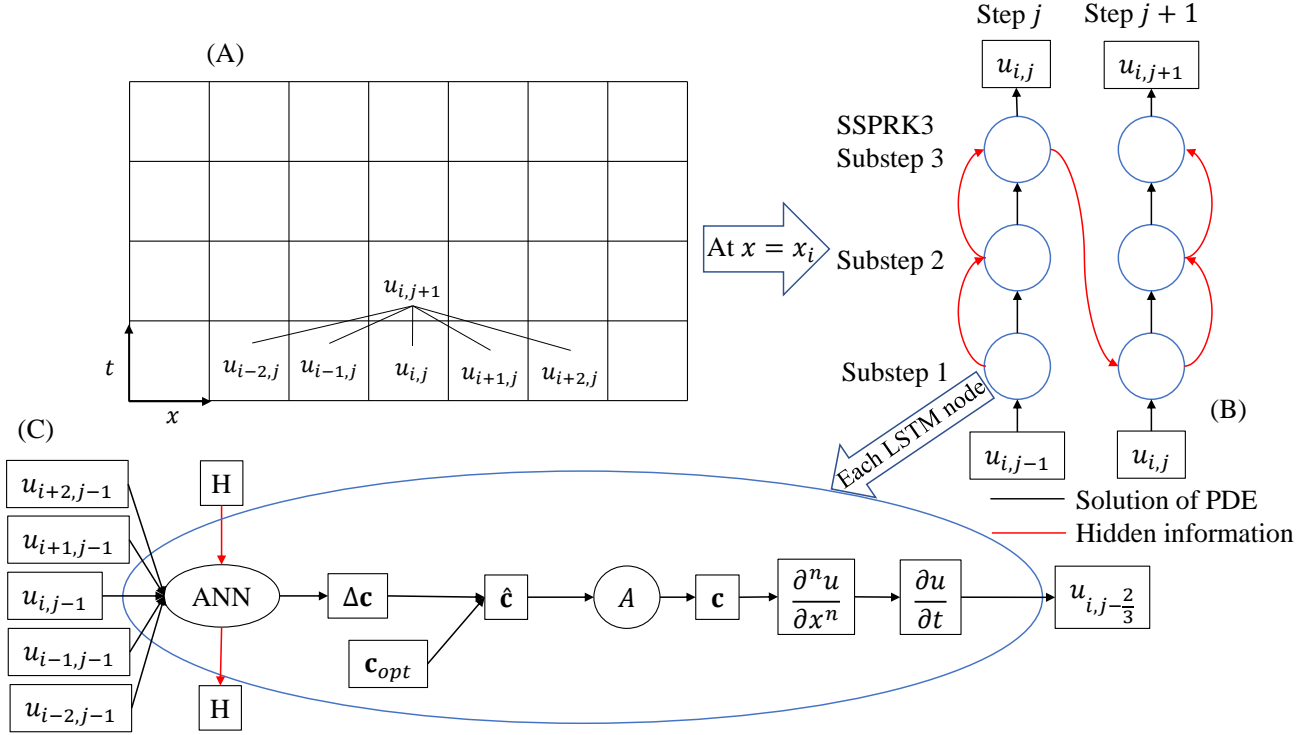 (A)
u_{i,j+1}
u_{i-2,j} u_{i-1,j} u_{i,j} u_{i+1,j} u_{i+2,j}
t
x
At x = x_i
Step j Step j + 1
u_{i,j} u_{i,j+1}
SSPRK3
Substep 3
Substep 2
Substep 1
(B)
u_{i,j-1} u_{i,j}
Each LSTM node
Solution of PDE
Hidden information
(C)
u_{i+2,j-1}
u_{i+1,j-1}
u_{i,j-1}
u_{i-1,j-1}
u_{i-2,j-1}
H
ANN
H
Δc
c_{opt}
ĉ
A
c
∂^n u
∂x^n
∂u
∂t
u_{i,j-2/3}